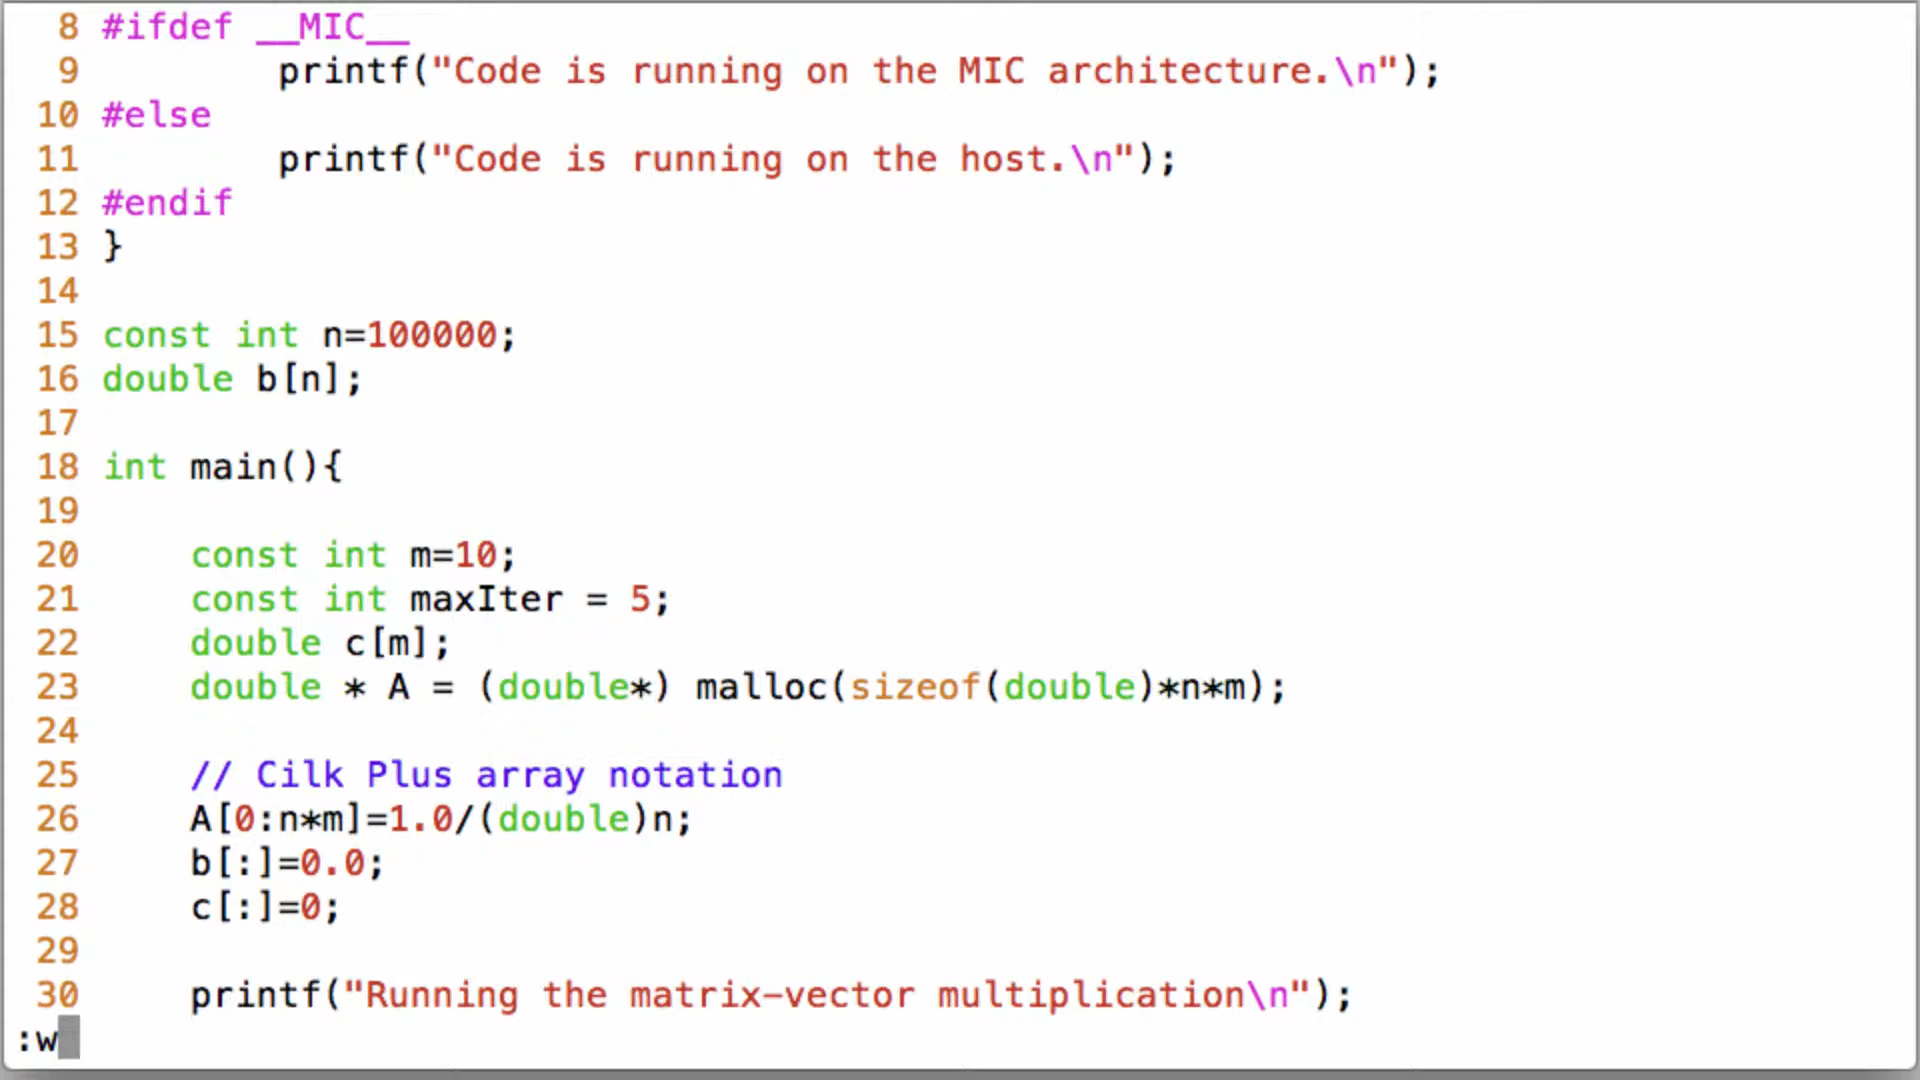 8 #ifdef __MIC__
9         printf("Code is running on the MIC architecture.\n");
10 #else
11         printf("Code is running on the host.\n");
12 #endif
13 }
14
15 const int n=100000;
16 double b[n];
17
18 int main(){
19
20     const int m=10;
21     const int maxIter = 5;
22     double c[m];
23     double * A = (double*) malloc(sizeof(double)*n*m);
24
25     // Cilk Plus array notation
26     A[0:n*m]=1.0/(double)n;
27     b[:]=0.0;
28     c[:]=0;
29
30     printf("Running the matrix-vector multiplication\n");
:w